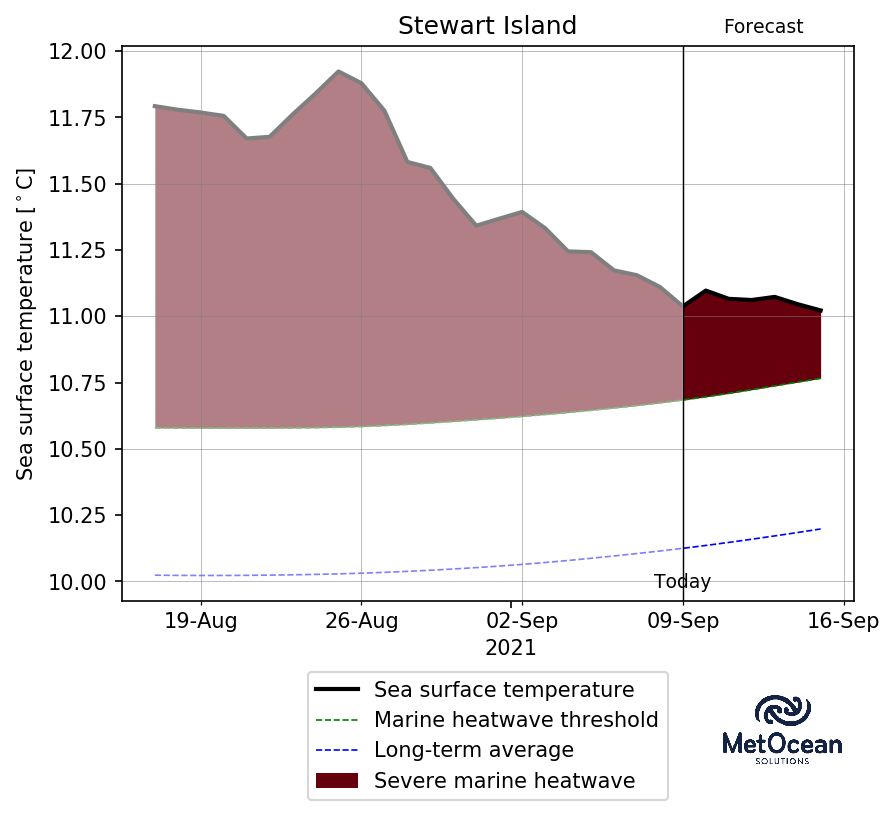 Stewart Island
Forecast
12.00
11.75
11.50
11.25
11.00
10.75
10.50
10.25
10.00
Sea surface temperature [°C]
Today
19-Aug 26-Aug 02-Sep 09-Sep 16-Sep
2021
Sea surface temperature
Marine heatwave threshold
Long-term average
Severe marine heatwave
MetOcean
SOLUTIONS